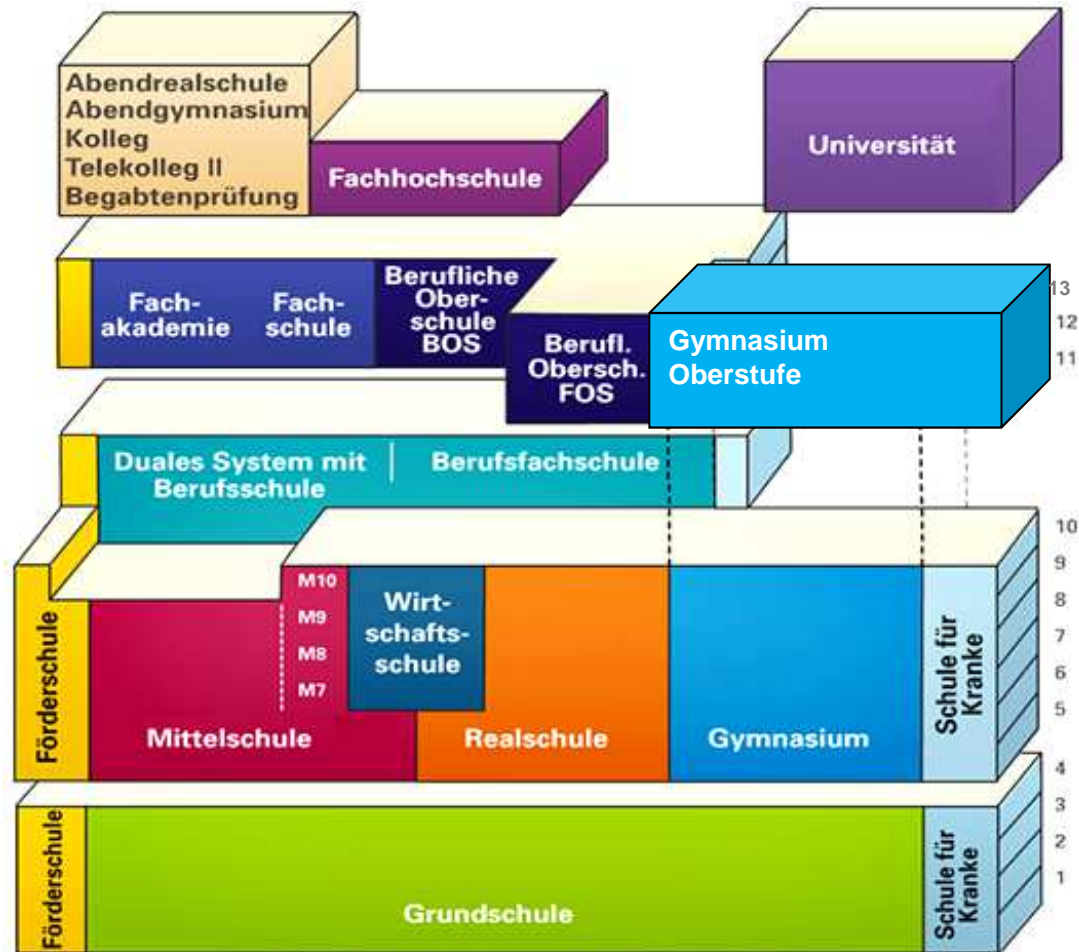 Abendrealschule
Abendgymnasium
Kolleg
Telekolleg II
Begabtenprüfung
Fachhochschule
Universität
Fach-
akademie
Fach-
schule
Berufliche
Ober-
schule
BOS
Berufl.
Obersch.
FOS
Gymnasium
Oberstufe
13
12
11
Duales System mit
Berufsschule
Berufsfachschule
10
9
8
7
6
5
Förderschule
M10
M9
M8
M7
Mittelschule
Wirt-
schafts-
schule
Realschule
Gymnasium
Schule für
Kranke
4
3
2
1
Förderschule
Grundschule
Schule für
Kranke